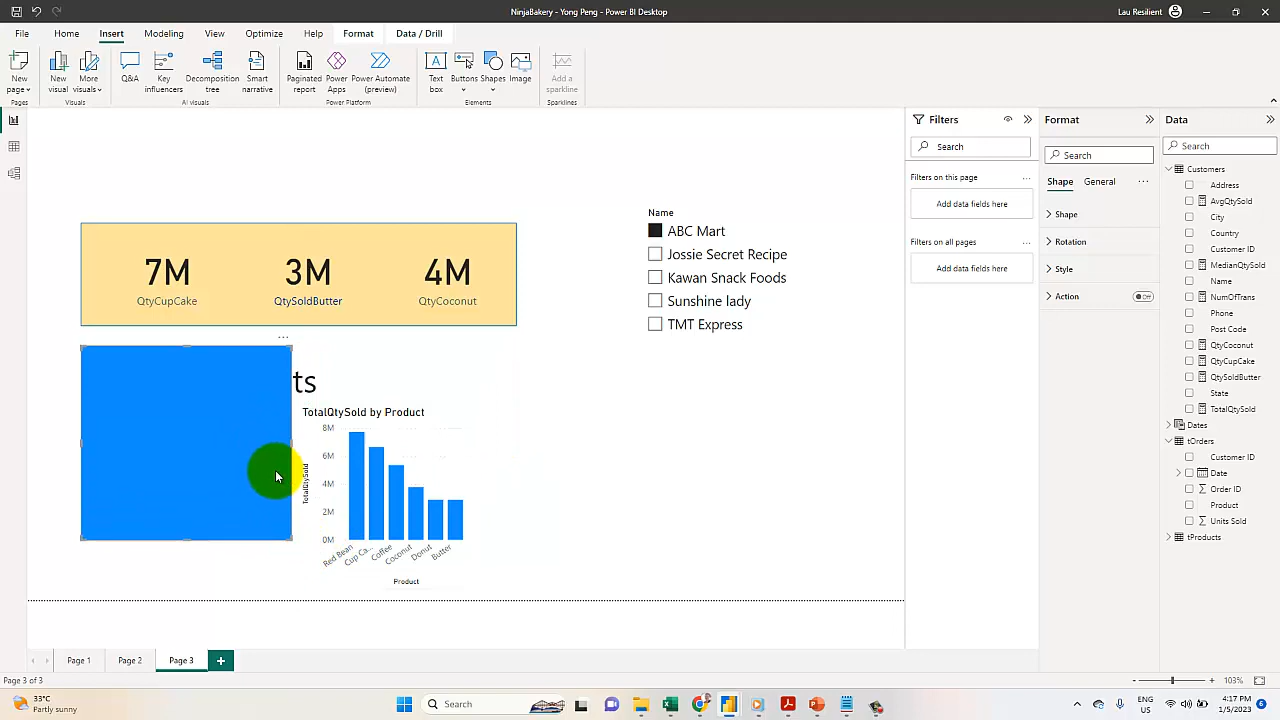 NinjaBakery - Yong Peng - Power BI Desktop
Lau Resilient
File Home Insert Modeling View Optimize Help Format Data / Drill
New page
New visual
More visuals
Q&A
Key influencers
Decomposition tree
Smart narrative
Paginated report
Power Apps
Power Automate (preview)
Text box
Buttons
Shapes
Image
Add a sparkline
Pages
Visuals
AI visuals
Power Platform
Elements
Sparklines
7M
QtyCupCake
3M
QtySoldButter
4M
QtyCoconut
Name
ABC Mart
Jossie Secret Recipe
Kawan Snack Foods
Sunshine lady
TMT Express
ts
TotalQtySold by Product
8M
6M
4M
2M
0M
TotalQtySold
Red Bean
Cup Ca...
Coffee
Coconut
Donut
Butter
Product
Filters
Search
Filters on this page
Add data fields here
Filters on all pages
Add data fields here
Format
Search
Shape General
Shape
Rotation
Style
Action
Off
Data
Search
Customers
Address
AvgQtySold
City
Country
Customer ID
MedianQtySold
Name
NumOfTrans
Phone
Post Code
QtyCoconut
QtyCupCake
QtySoldButter
State
TotalQtySold
Dates
tOrders
Customer ID
Date
Order ID
Product
Units Sold
tProducts
Page 1
Page 2
Page 3
Page 3 of 3
103%
33°C
Partly sunny
Search
ENG
US
4:17 PM
1/5/2023